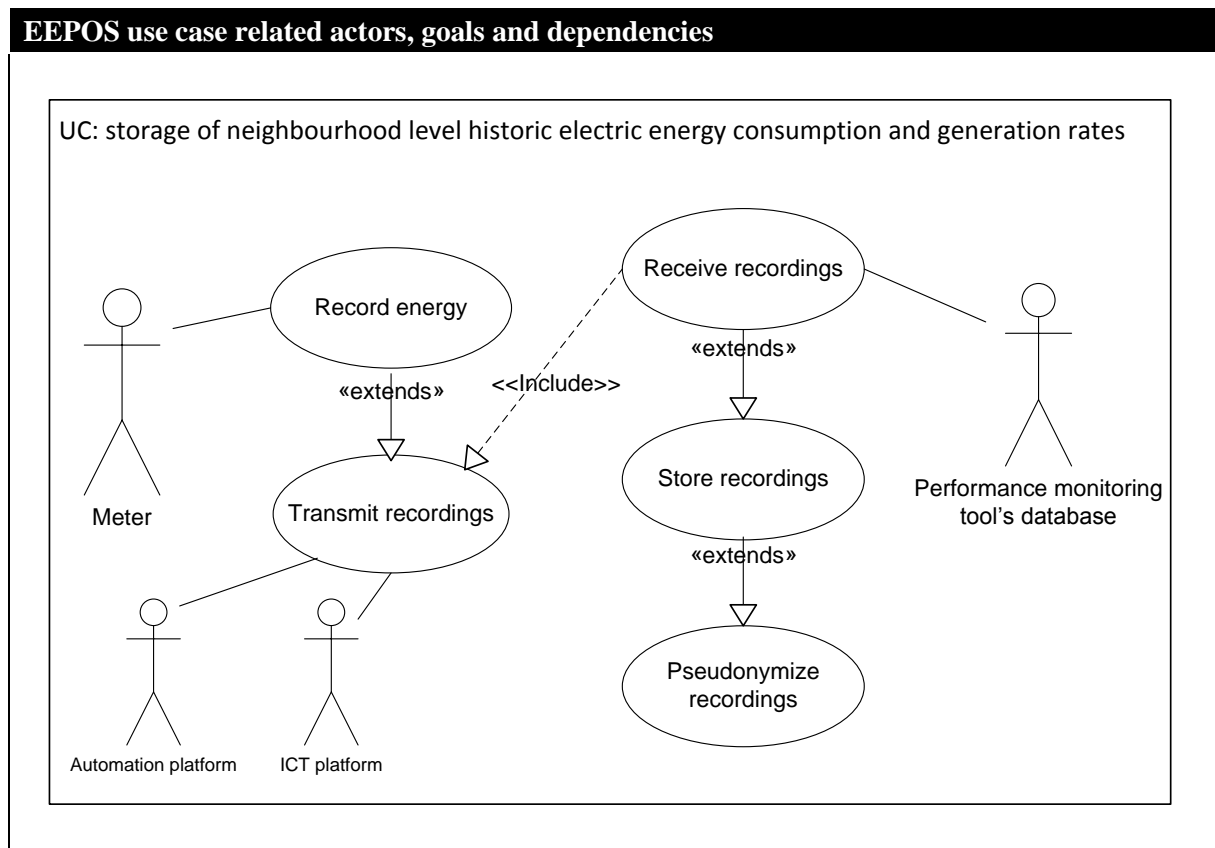 EEPOS use case related actors, goals and dependencies
UC: storage of neighbourhood level historic electric energy consumption and generation rates
Record energy
Receive recordings
«extends»
«extends»
<<Include>>
Meter
Transmit recordings
Store recordings
Performance monitoring
tool's database
«extends»
Pseudonymize
recordings
Automation platform
ICT platform